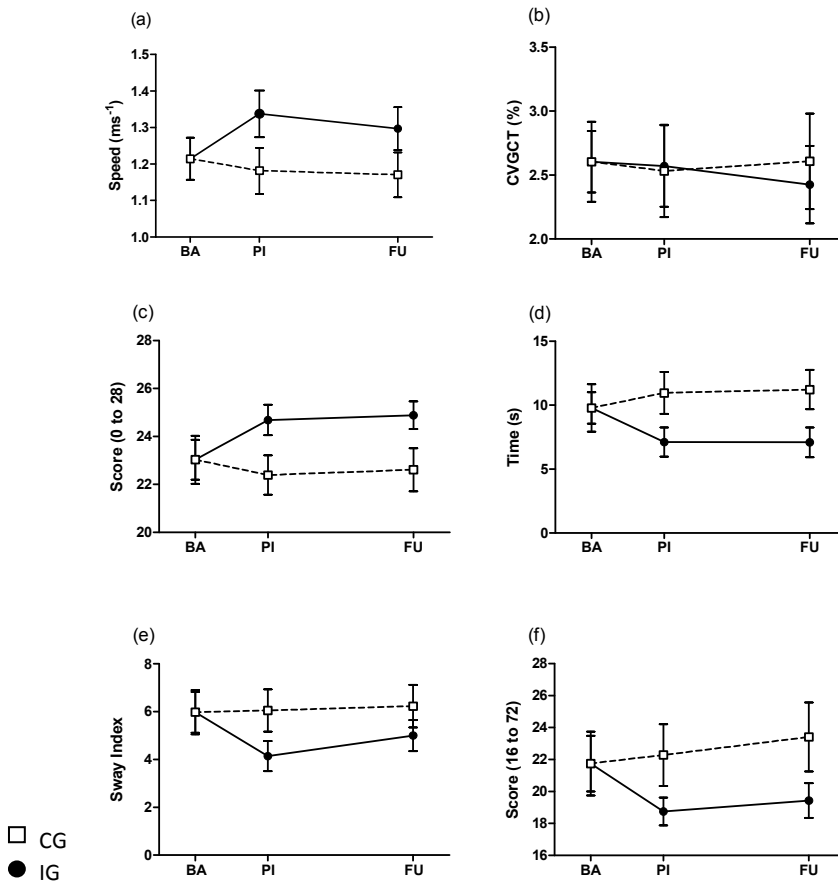 (a)
1.5
1.4
1.3
1.2
1.1
1.0
Speed (ms⁻¹)
BA PI FU
(b)
3.5
3.0
2.5
2.0
CVGCT (%)
BA PI FU
(c)
28
26
24
22
20
Score (0 to 28)
BA PI FU
(d)
15
10
5
0
Time (s)
BA PI FU
(e)
8
6
4
2
0
Sway Index
BA PI FU
(f)
28
26
24
22
20
18
16
Score (16 to 72)
BA PI FU
CG
IG